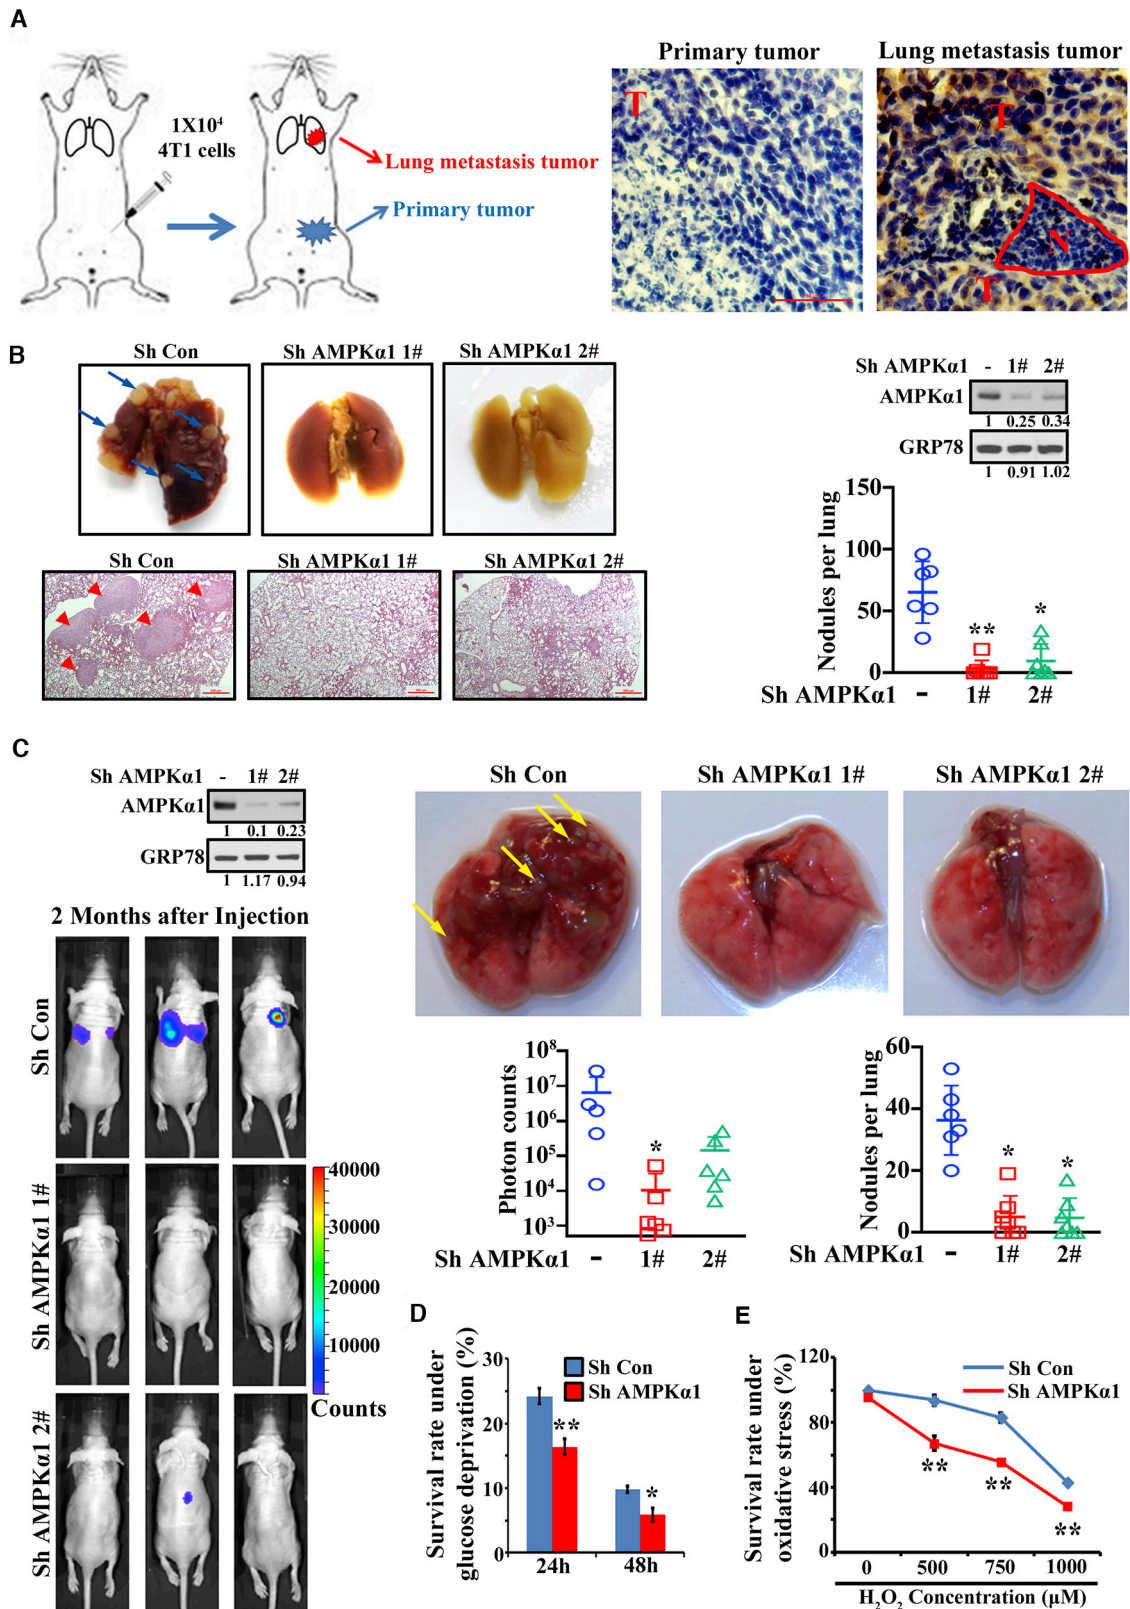 A
1X10⁴
4T1 cells
Lung metastasis tumor
Primary tumor
Primary tumor
T
Lung metastasis tumor
T
N
T
B
Sh Con
Sh AMPKα1 1#
Sh AMPKα1 2#
Sh Con
Sh AMPKα1 1#
Sh AMPKα1 2#
Sh AMPKα1 - 1# 2#
AMPKα1
1 0.25 0.34
GRP78
1 0.91 1.02
Nodules per lung
150
100
50
0
**
*
Sh AMPKα1 - 1# 2#
C
Sh AMPKα1 - 1# 2#
AMPKα1
1 0.1 0.23
GRP78
1 1.17 0.94
2 Months after Injection
Sh Con
Sh AMPKα1 1#
Sh AMPKα1 2#
40000
30000
20000
10000
0
Counts
Sh Con
Sh AMPKα1 1#
Sh AMPKα1 2#
Photon counts
10⁸
10⁷
10⁶
10⁵
10⁴
10³
*
Sh AMPKα1 - 1# 2#
Nodules per lung
60
40
20
0
*
*
Sh AMPKα1 - 1# 2#
D
Survival rate under
glucose deprivation (%)
30
20
10
0
Sh Con
Sh AMPKα1
**
*
24h 48h
E
Survival rate under
oxidative stress (%)
120
80
40
0
Sh Con
Sh AMPKα1
**
**
**
0 500 750 1000
H₂O₂ Concentration (μM)